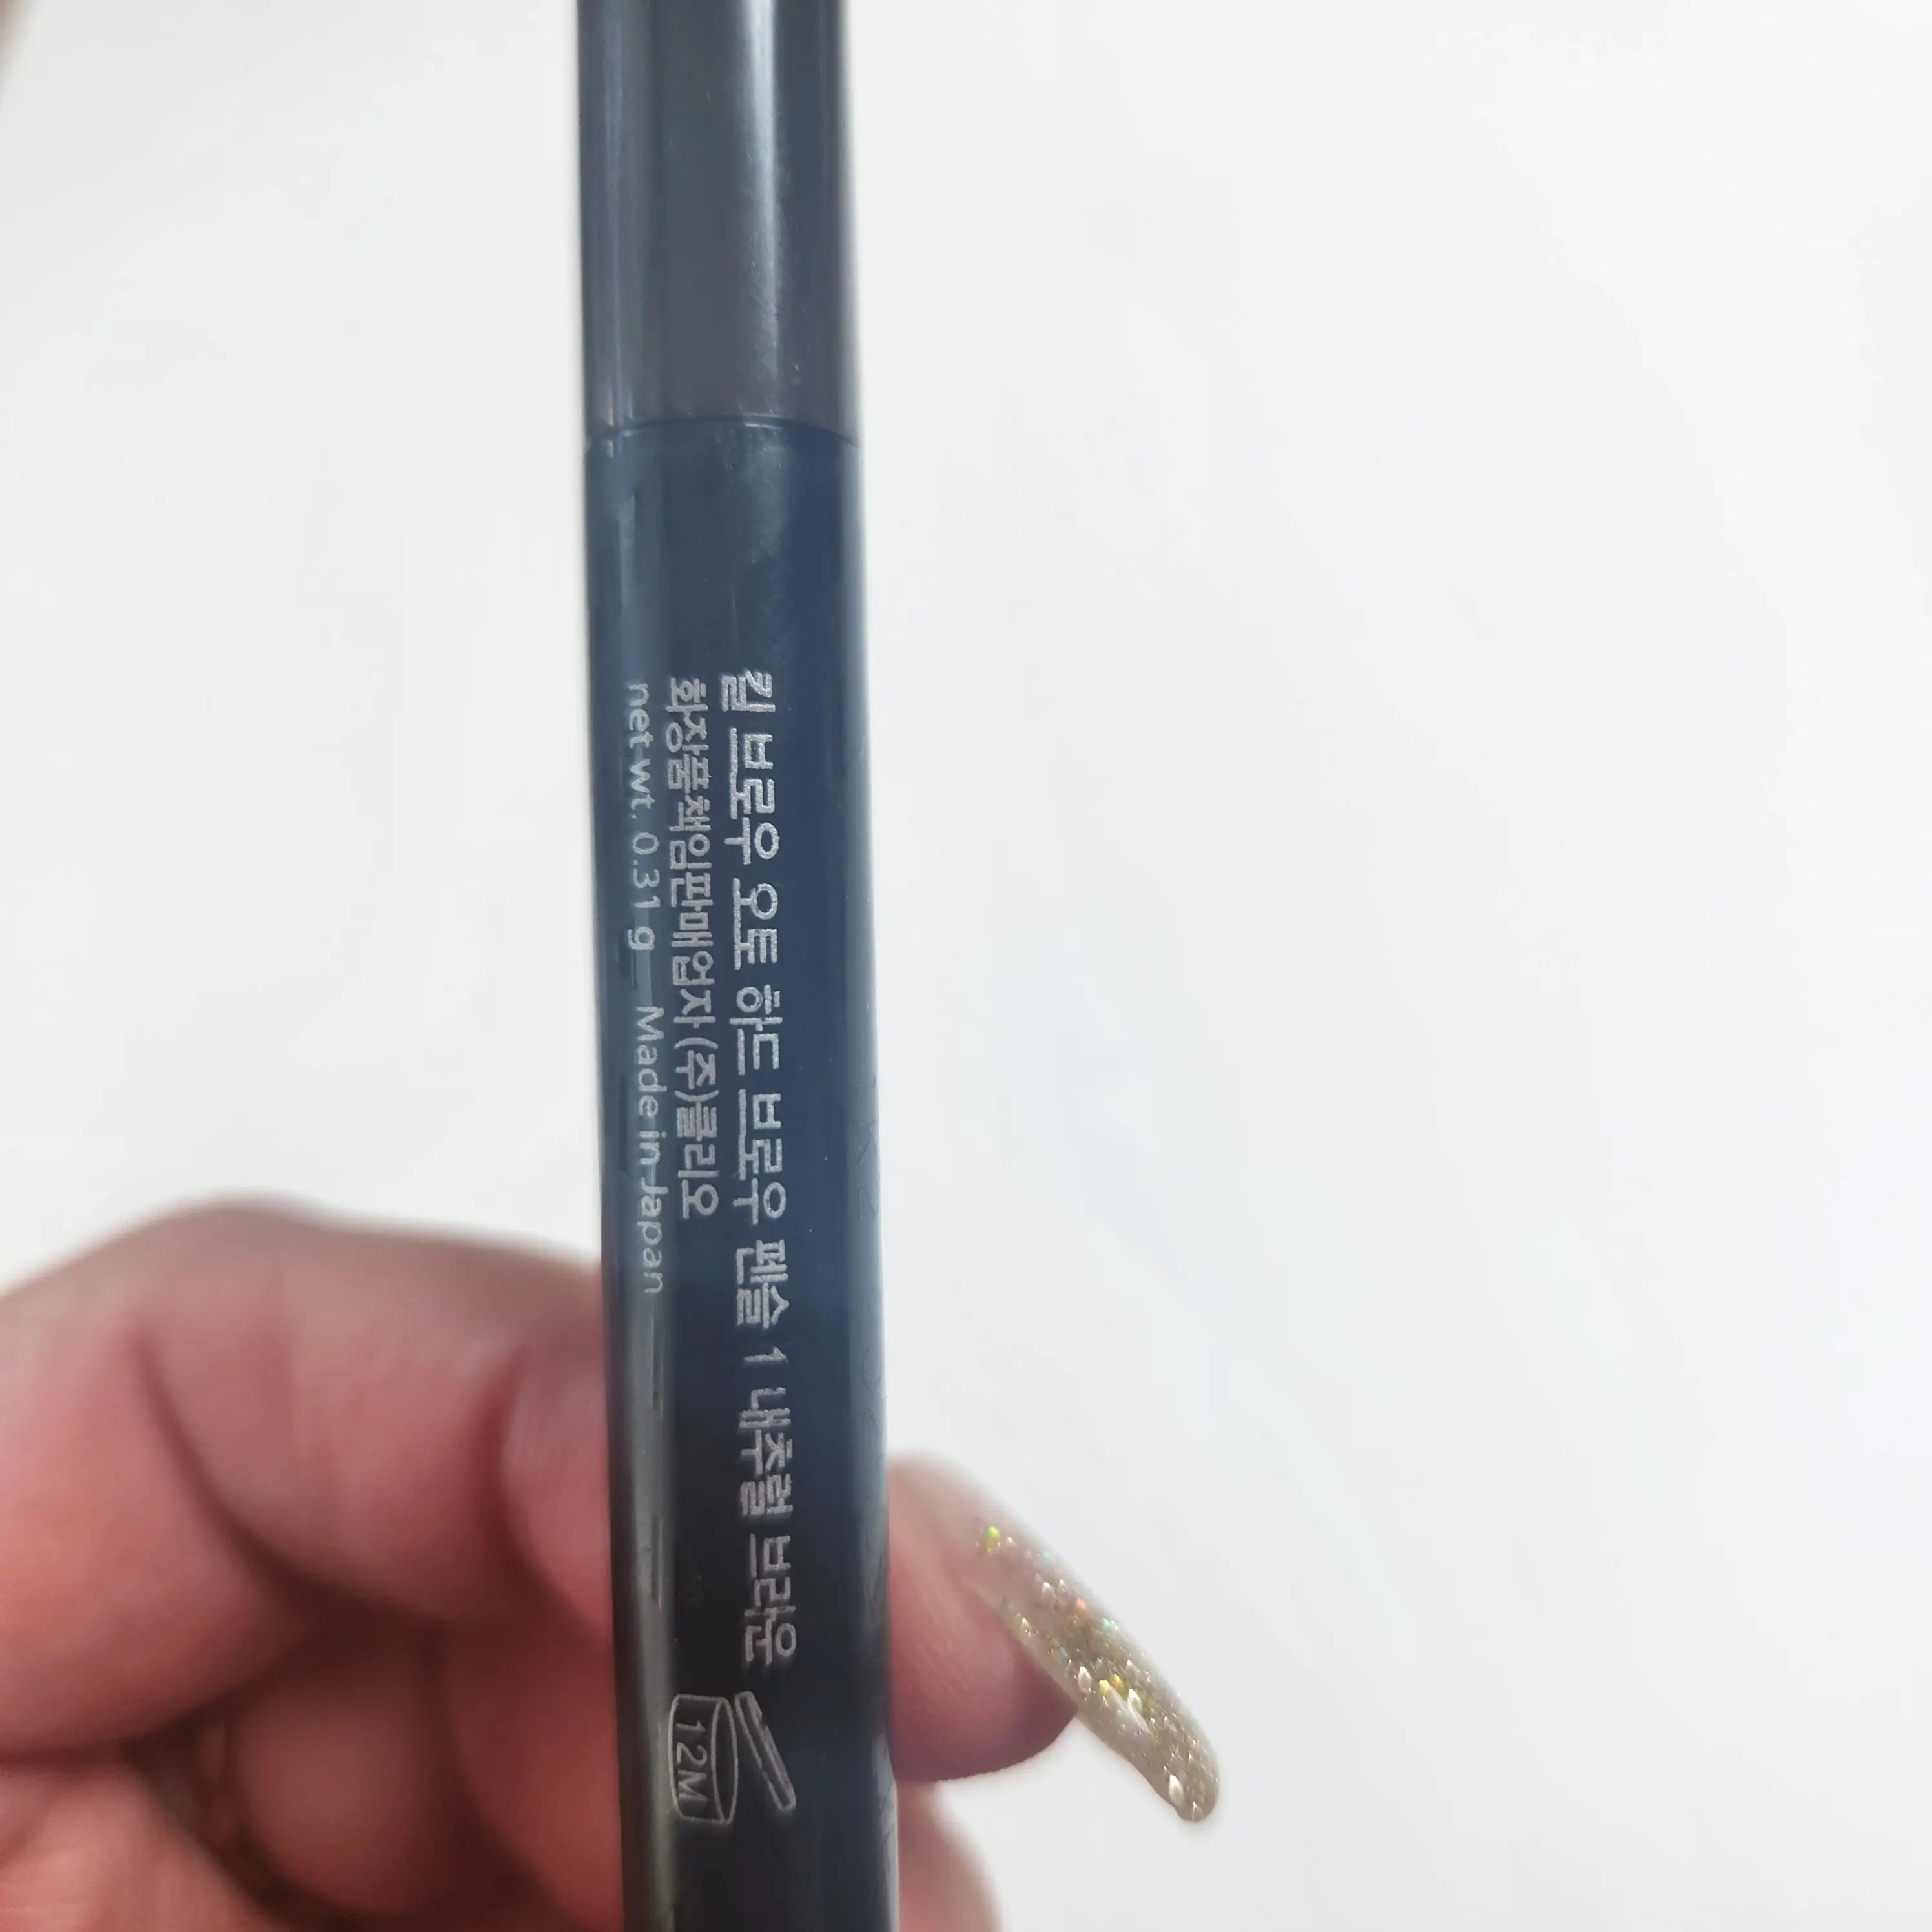 킬 브로우 오토 하드 브로우 펜슬 1 내추럴 브라운
화장품책임판매업자 (주)클리오
net wt. 0.31 g Made in Japan
12M